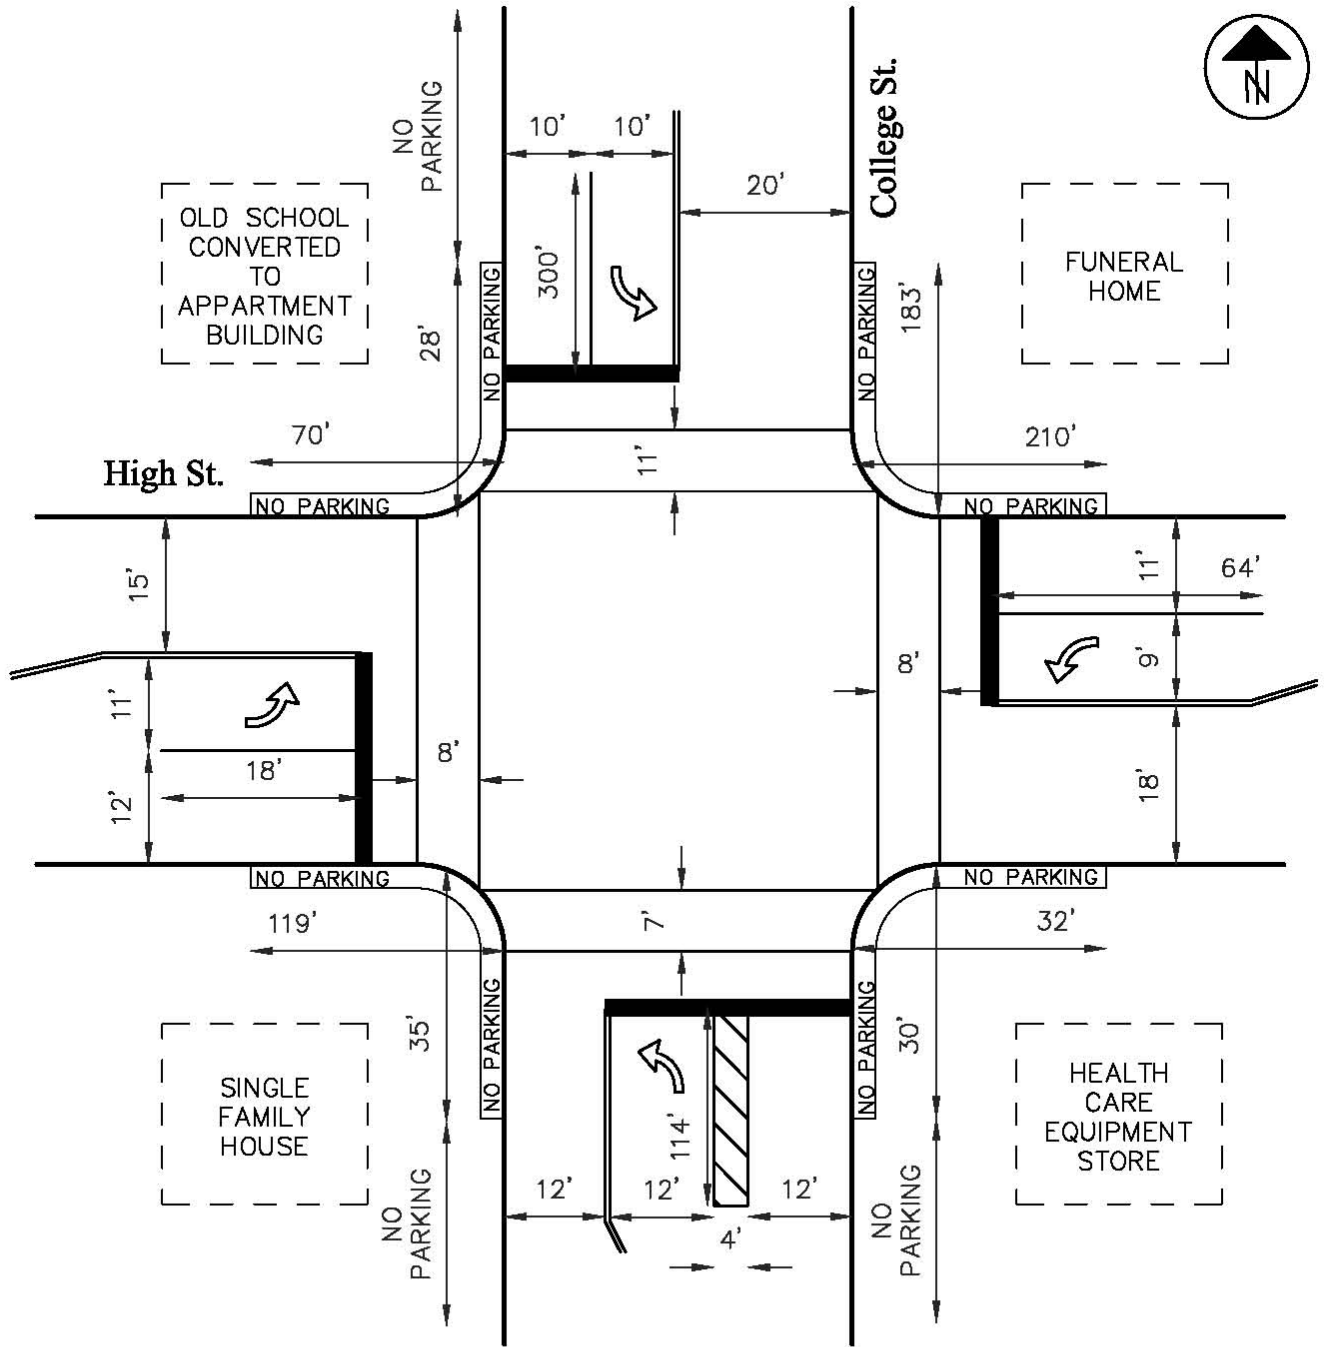 NO
PARKING
College St.
N
10'
10'
20'
OLD SCHOOL
CONVERTED
TO
APPARTMENT
BUILDING
FUNERAL
HOME
300'
NO PARKING
28'
NO PARKING
183'
70'
210'
11'
High St.
NO PARKING
NO PARKING
15'
11'
64'
8'
9'
11'
8'
18'
12'
18'
NO PARKING
NO PARKING
119'
7'
32'
NO PARKING
35'
NO PARKING
30'
SINGLE
FAMILY
HOUSE
HEALTH
CARE
EQUIPMENT
STORE
114'
12'
12'
12'
4'
NO
PARKING
NO
PARKING